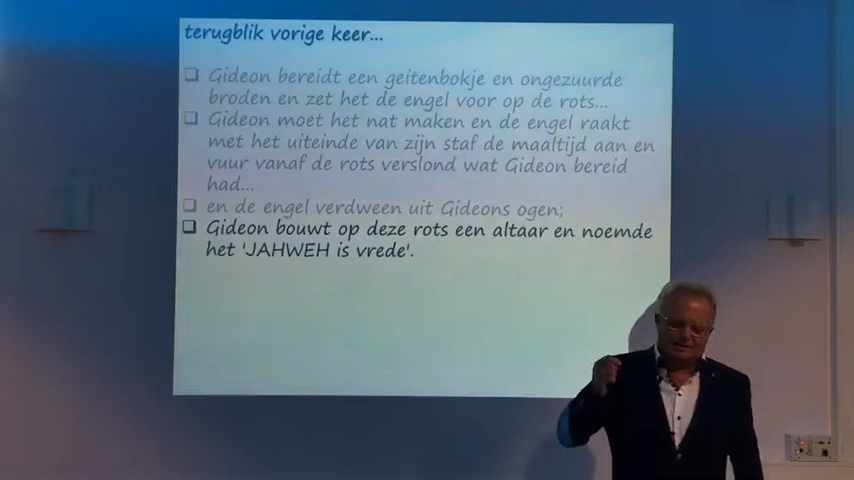 terugblik vorige keer...
❑ Gideon bereidt een geitenbokje en ongezuurde
broden en zet het de engel voor op de rots...
❑ Gideon moet het nat maken en de engel raakt
met het uiteinde van zijn staf de maaltijd aan en
vuur vanaf de rots verslond wat Gideon bereid
had...
❑ en de engel verdween uit Gideons ogen;
❑ Gideon bouwt op deze rots een altaar en noemde
het 'JAHWEH is vrede'.